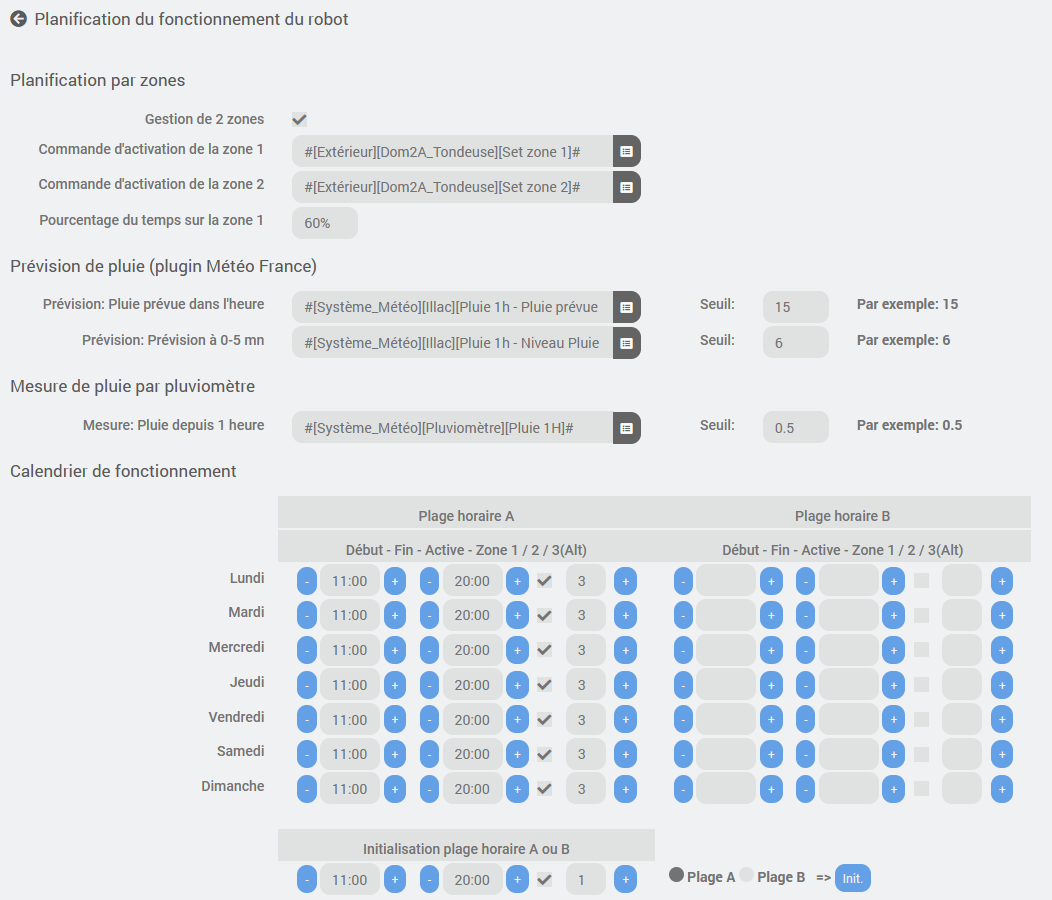 Planification du fonctionnement du robot
Planification par zones
Gestion de 2 zones
Commande d'activation de la zone 1 #[Extérieur][Dom2A_Tondeuse][Set zone 1]#
Commande d'activation de la zone 2 #[Extérieur][Dom2A_Tondeuse][Set zone 2]#
Pourcentage du temps sur la zone 1 60%
Prévision de pluie (plugin Météo France)
Prévision: Pluie prévue dans l'heure #[Système_Météo][Illac][Pluie 1h - Pluie prévue Seuil: 15 Par exemple: 15
Prévision: Prévision à 0-5 mn #[Système_Météo][Illac][Pluie 1h - Niveau Pluie Seuil: 6 Par exemple: 6
Mesure de pluie par pluviomètre
Mesure: Pluie depuis 1 heure #[Système_Météo][Pluviomètre][Pluie 1H]# Seuil: 0.5 Par exemple: 0.5
Calendrier de fonctionnement
Plage horaire A Plage horaire B
Début - Fin - Active - Zone 1 / 2 / 3(Alt) Début - Fin - Active - Zone 1 / 2 / 3(Alt)
Lundi - 11:00 + - 20:00 + 3 + - + - + +
Mardi - 11:00 + - 20:00 + 3 + - + - + +
Mercredi - 11:00 + - 20:00 + 3 + - + - + +
Jeudi - 11:00 + - 20:00 + 3 + - + - + +
Vendredi - 11:00 + - 20:00 + 3 + - + - + +
Samedi - 11:00 + - 20:00 + 3 + - + - + +
Dimanche - 11:00 + - 20:00 + 3 + - + - + +
Initialisation plage horaire A ou B
- 11:00 + - 20:00 + 1 + Plage A Plage B => Init.